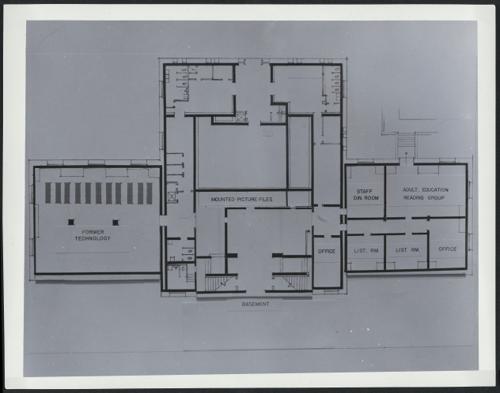 MOUNTED PICTURE FILES
STAFF
DIN. ROOM
ADULT EDUCATION
READING GROUP
FORMER
TECHNOLOGY
OFFICE
LIST. RM.
LIST. RM.
OFFICE
BASEMENT